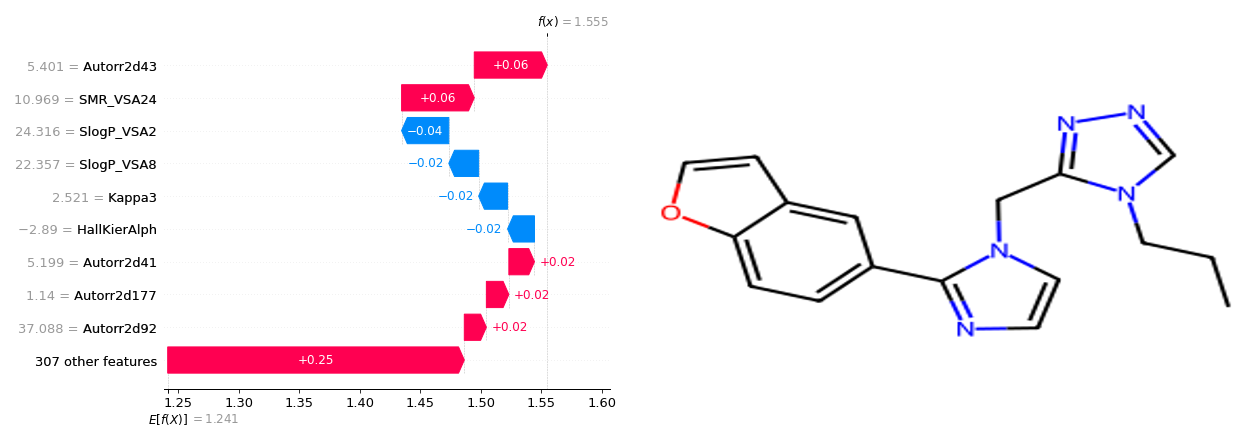 f(x) = 1.555
5.401 = Autorr2d43
+0.06
10.969 = SMR_VSA24
+0.06
24.316 = SlogP_VSA2
−0.04
22.357 = SlogP_VSA8
−0.02
2.521 = Kappa3
−0.02
−2.89 = HallKierAlph
−0.02
5.199 = Autorr2d41
+0.02
1.14 = Autorr2d177
+0.02
37.088 = Autorr2d92
+0.02
307 other features
+0.25
1.25 1.30 1.35 1.40 1.45 1.50 1.55 1.60
E[f(X)] = 1.241
N N
N
O
N
N